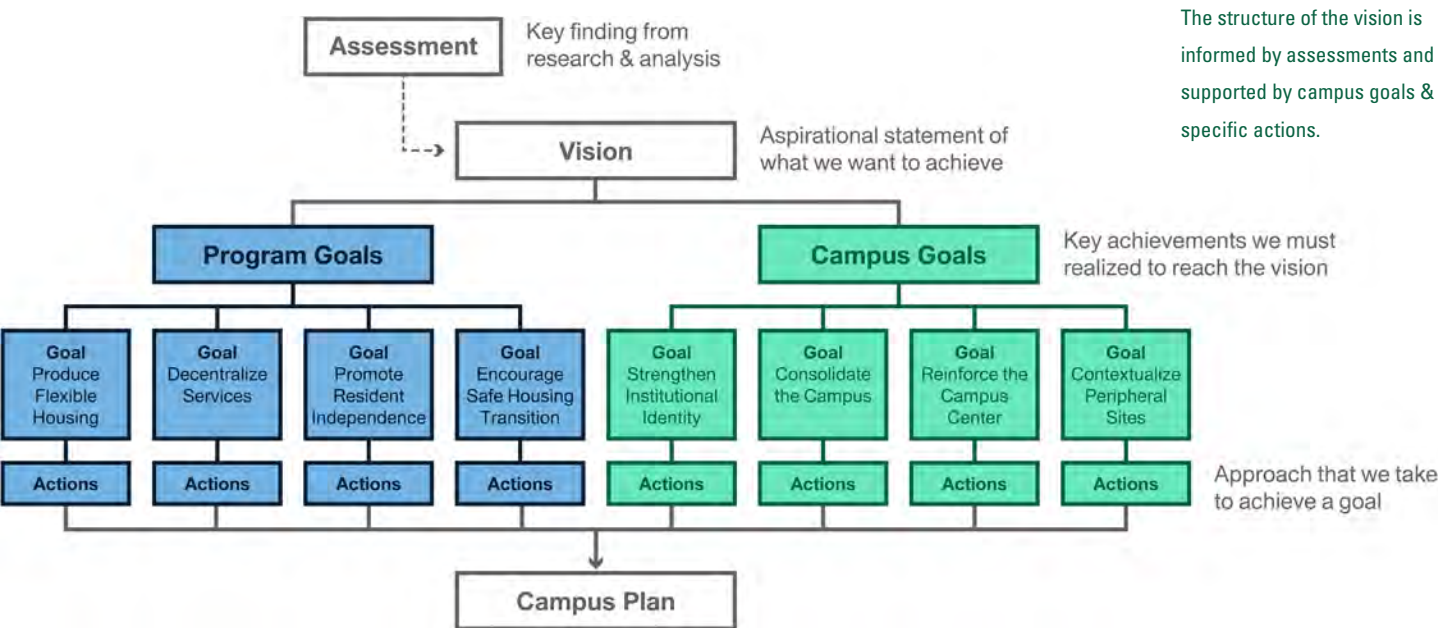 The structure of the vision is
informed by assessments and
supported by campus goals &
specific actions.
Assessment
Key finding from
research & analysis
Vision
Aspirational statement of
what we want to achieve
Program Goals
Campus Goals
Key achievements we must
realized to reach the vision
Goal
Produce
Flexible
Housing
Goal
Decentralize
Services
Goal
Promote
Resident
Independence
Goal
Encourage
Safe Housing
Transition
Goal
Strengthen
Institutional
Identity
Goal
Consolidate
the Campus
Goal
Reinforce the
Campus
Center
Goal
Contextualize
Peripheral
Sites
Actions
Actions
Actions
Actions
Actions
Actions
Actions
Actions
Approach that we take
to achieve a goal
Campus Plan